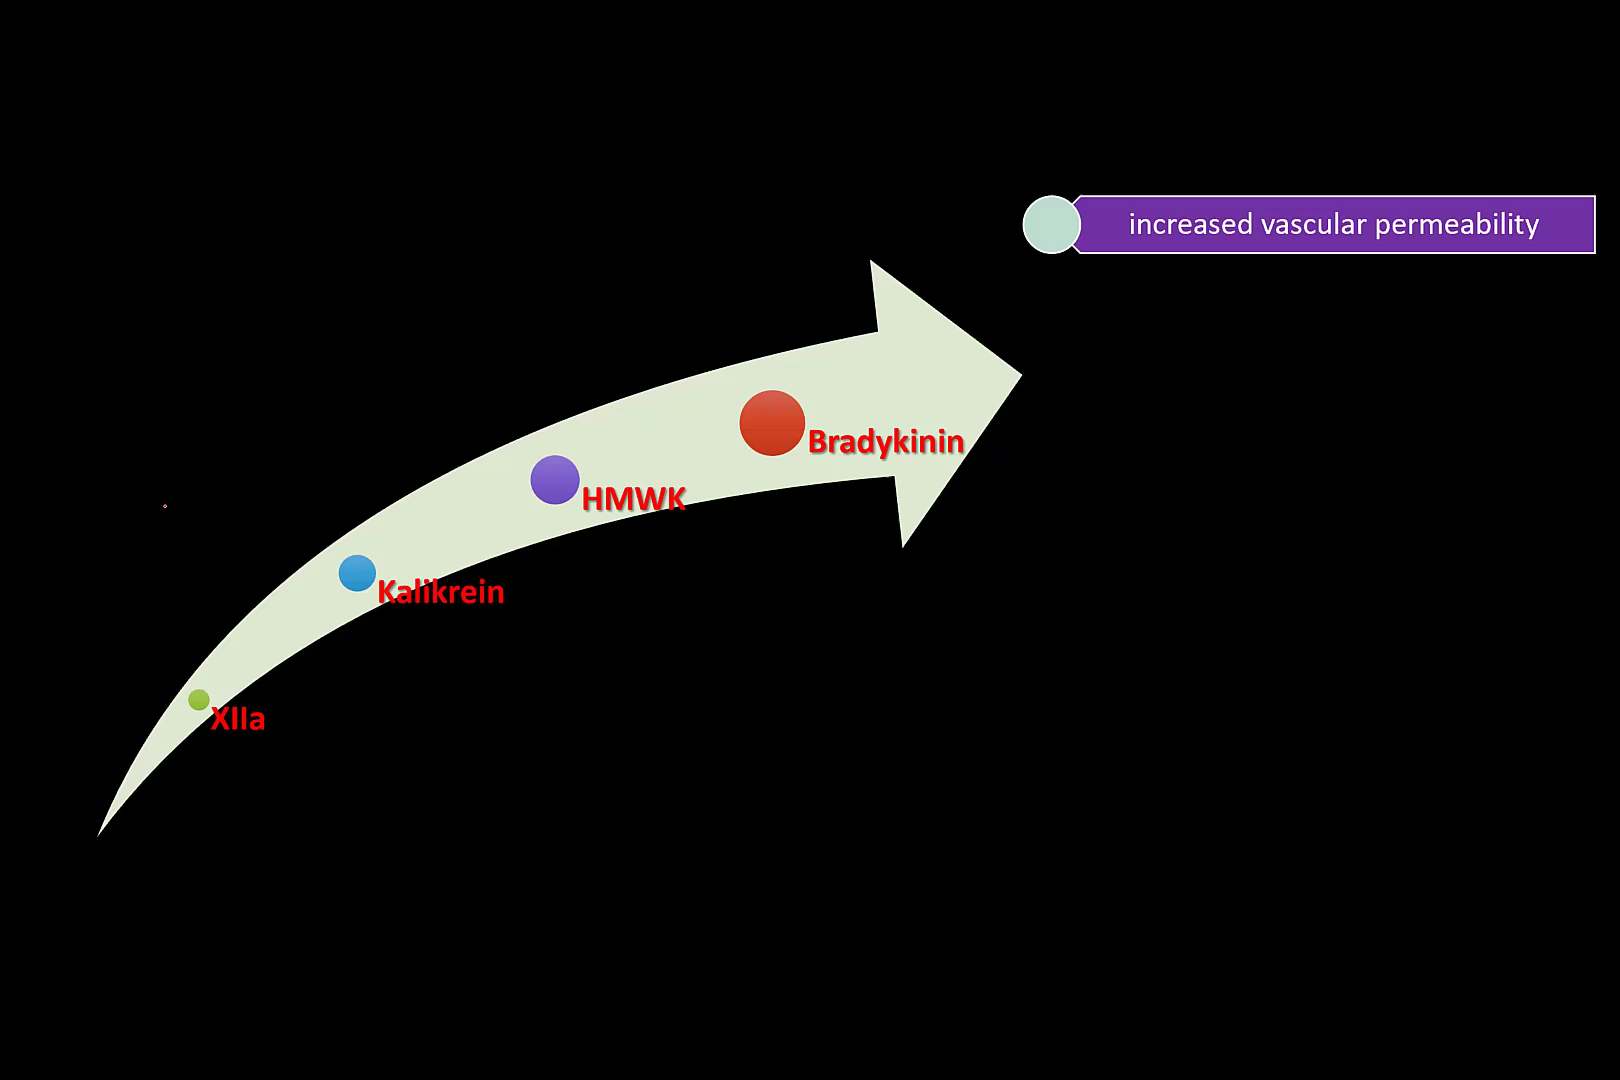 increased vascular permeability
Bradykinin
HMWK
Kalikrein
XIIa